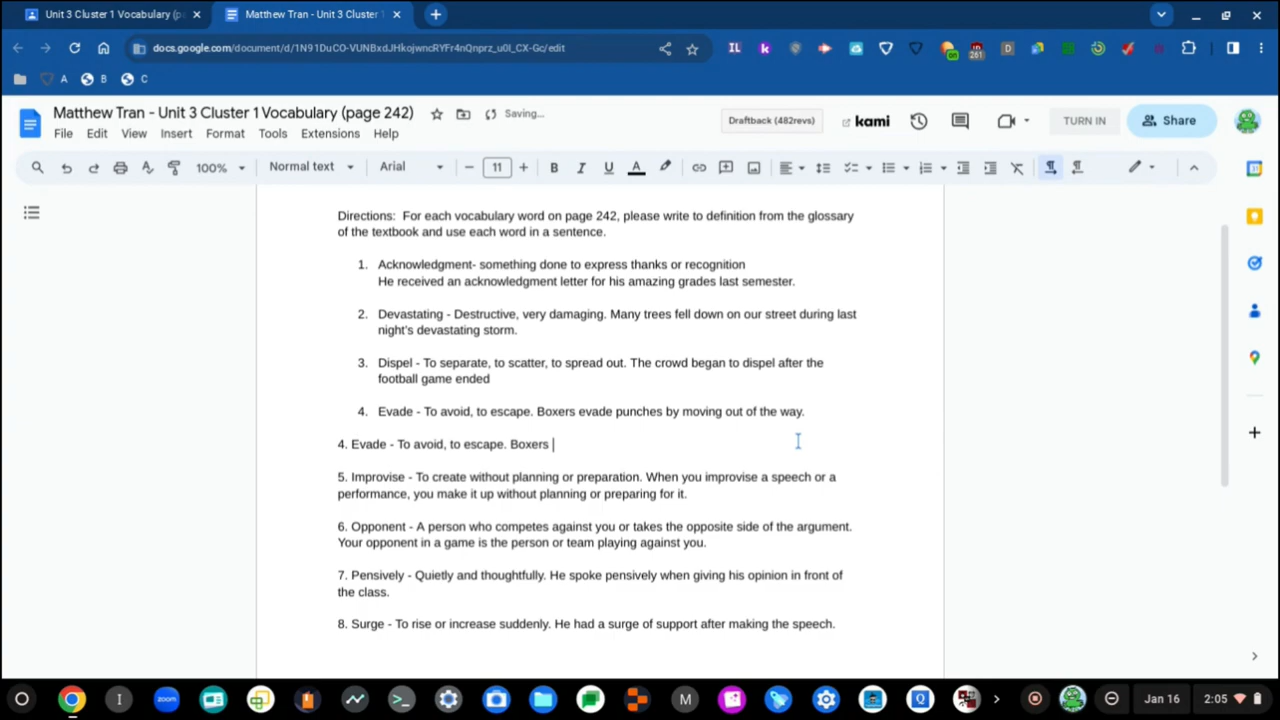 Unit 3 Cluster 1 Vocabulary (p
Matthew Tran - Unit 3 Cluster 1
docs.google.com/document/d/1N91DuCO-VUNBxdJHkojwncRYFr4nQnprz_u0I_CX-Gc/edit
IL k 261 D
A B C
Matthew Tran - Unit 3 Cluster 1 Vocabulary (page 242) Saving...
File Edit View Insert Format Tools Extensions Help
Draftback (482revs) kami TURN IN Share
100% Normal text Arial 11 B I U A
Directions: For each vocabulary word on page 242, please write to definition from the glossary
of the textbook and use each word in a sentence.
1. Acknowledgment- something done to express thanks or recognition
He received an acknowledgment letter for his amazing grades last semester.
2. Devastating - Destructive, very damaging. Many trees fell down on our street during last
night's devastating storm.
3. Dispel - To separate, to scatter, to spread out. The crowd began to dispel after the
football game ended
4. Evade - To avoid, to escape. Boxers evade punches by moving out of the way.
4. Evade - To avoid, to escape. Boxers
5. Improvise - To create without planning or preparation. When you improvise a speech or a
performance, you make it up without planning or preparing for it.
6. Opponent - A person who competes against you or takes the opposite side of the argument.
Your opponent in a game is the person or team playing against you.
7. Pensively - Quietly and thoughtfully. He spoke pensively when giving his opinion in front of
the class.
8. Surge - To rise or increase suddenly. He had a surge of support after making the speech.
I zoom M Q Jan 16 2:05